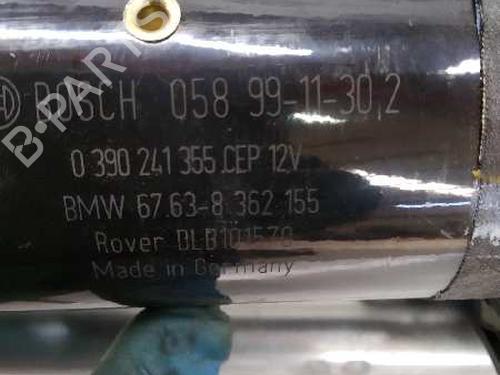 B-PARTS
BOSCH 058 99-11-30,2
0 390 241 355 CEP 12V
BMW 67.63-8 362 155
Rover DLB101570
Made in Germany